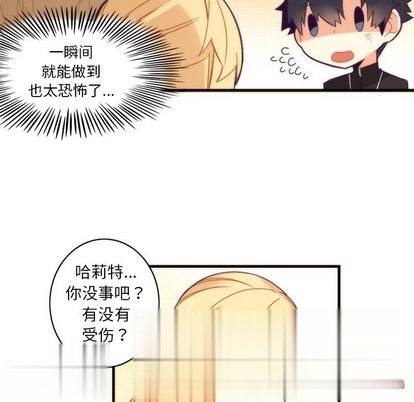 一瞬间
就能做到
也太恐怖了...
哈莉特...
你没事吧？
有没有
受伤？